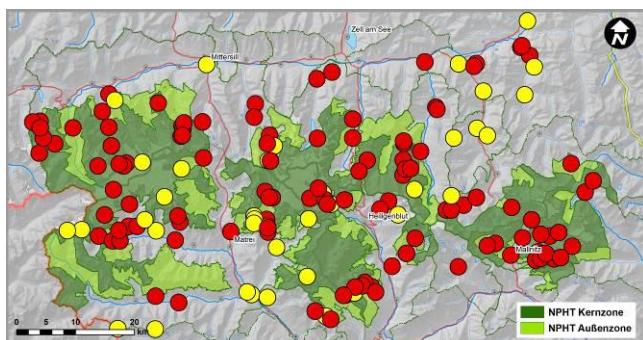 Zell am See
Mittersill
N
Heiligenblut
Matrei
Mallnitz
NPHT Kernzone
NPHT Außenzone
0 5 10 20
km